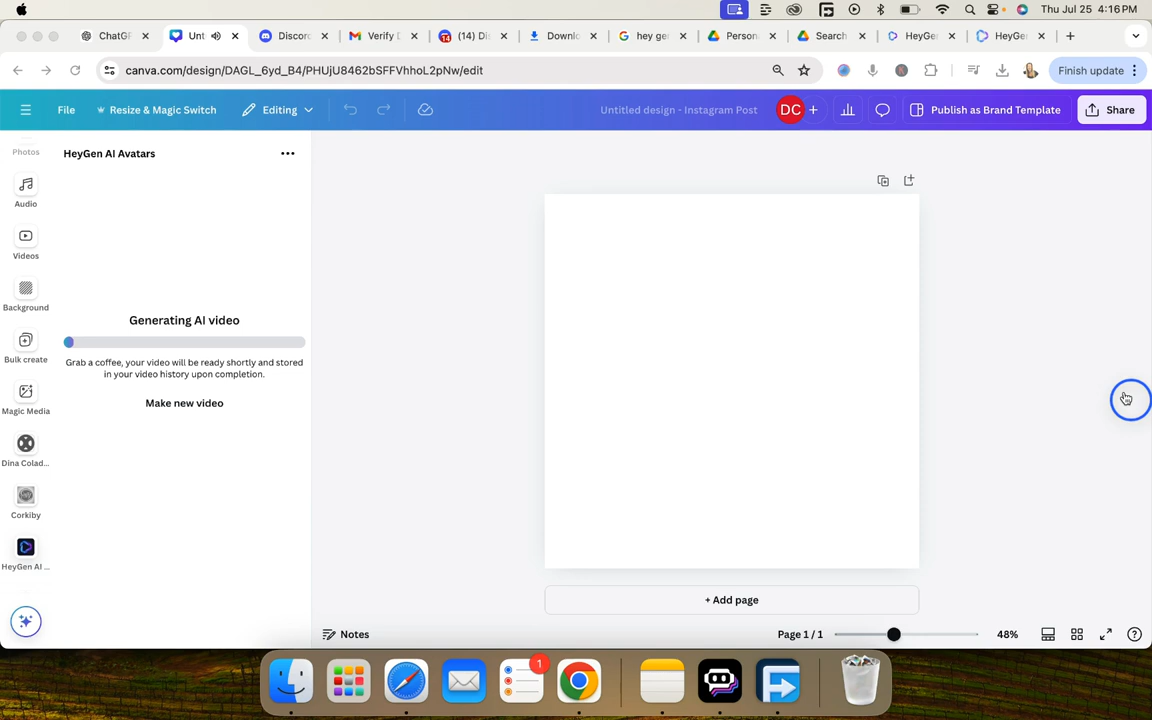 Thu Jul 25 4:16 PM
ChatGP
Unt
Discord
Verify D
(14) Di
Downlo
hey ger
Persona
Search
HeyGe
HeyGe
canva.com/design/DAGL_6yd_B4/PHUjU8462bSFFVhhoL2pNw/edit
Finish update
File
Resize & Magic Switch
Editing
Untitled design - Instagram Post
DC
Publish as Brand Template
Share
Photos
HeyGen AI Avatars
Audio
Videos
Background
Generating AI video
Bulk create
Grab a coffee, your video will be ready shortly and stored
in your video history upon completion.
Magic Media
Make new video
Dina Colad...
Corkiby
HeyGen AI ...
+ Add page
Notes
Page 1 / 1
48%
1